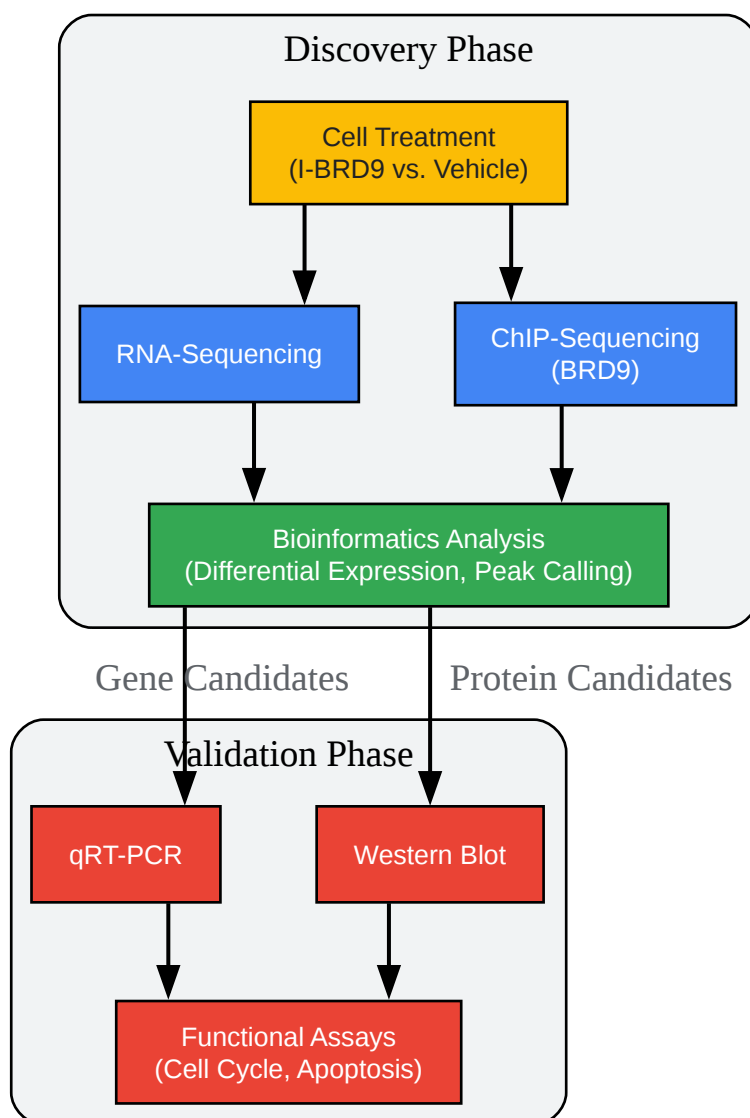 Discovery Phase
Cell Treatment
(I-BRD9 vs. Vehicle)
RNA-Sequencing
ChIP-Sequencing
(BRD9)
Bioinformatics Analysis
(Differential Expression, Peak Calling)
Gene Candidates
Protein Candidates
Validation Phase
qRT-PCR
Western Blot
Functional Assays
(Cell Cycle, Apoptosis)